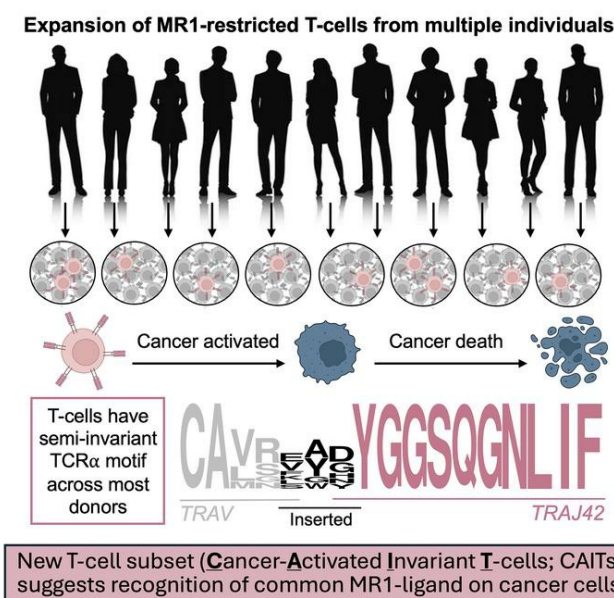 Expansion of MR1-restricted T-cells from multiple individuals
Cancer activated
Cancer death
T-cells have
semi-invariant
TCRα motif
across most
donors
CAVR
YGGSQGNLIF
TRAV
Inserted
TRAJ42
New T-cell subset (Cancer-Activated Invariant T-cells; CAITs
suggests recognition of common MR1-ligand on cancer cells